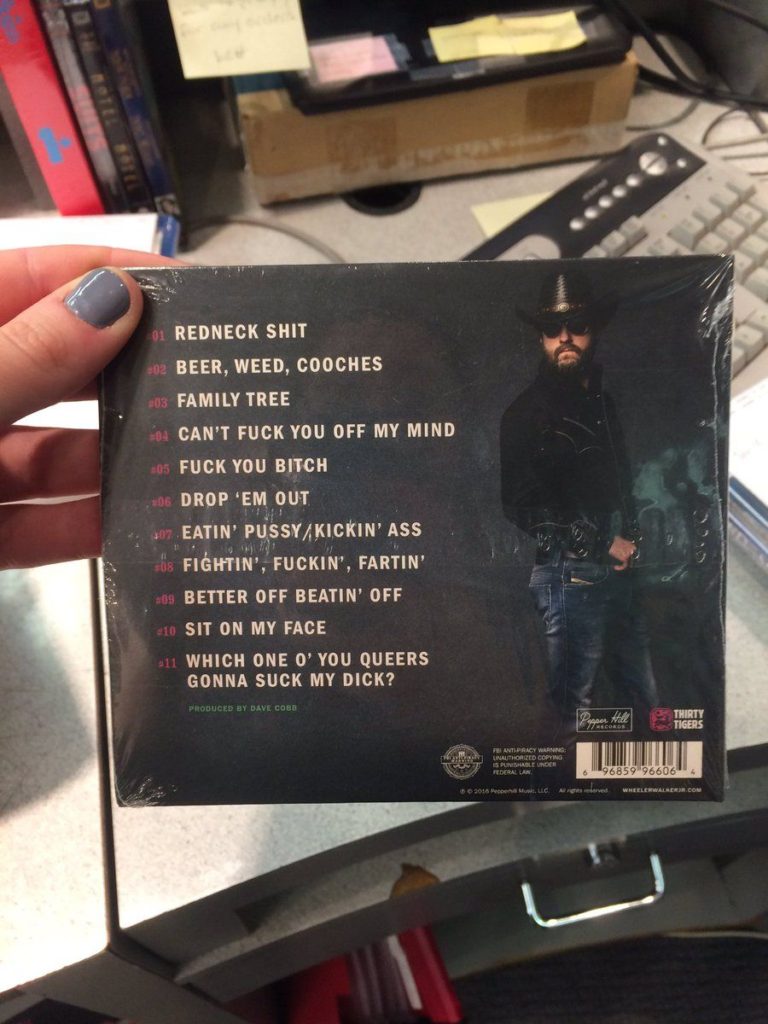 for any
HOTEL
#01 REDNECK SHIT
#02 BEER, WEED, COOCHES
#03 FAMILY TREE
#04 CAN'T FUCK YOU OFF MY MIND
#05 FUCK YOU BITCH
#06 DROP 'EM OUT
#07 EATIN' PUSSY/KICKIN' ASS
#08 FIGHTIN', FUCKIN', FARTIN'
#09 BETTER OFF BEATIN' OFF
#10 SIT ON MY FACE
#11 WHICH ONE O' YOU QUEERS
GONNA SUCK MY DICK?
PRODUCED BY DAVE COBB
Pepper Hill
RECORDS
THIRTY
TIGERS
FBI ANTI-PIRACY WARNING:
UNAUTHORIZED COPYING
IS PUNISHABLE UNDER
FEDERAL LAW.
6 96859 96606 4
℗ © 2016 Pepperhill Music, LLC. All rights reserved. WHEELERWALKERJR.COM